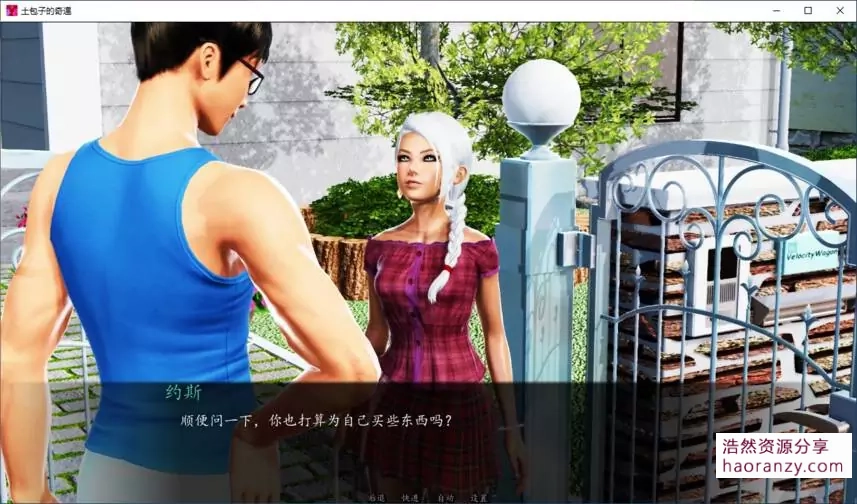 土包子的奇遇
VelocityWagon
约斯
顺便问一下，你也打算为自己买些东西吗？
后退 快进 自动 设置
浩然资源分享
haoranzy.com